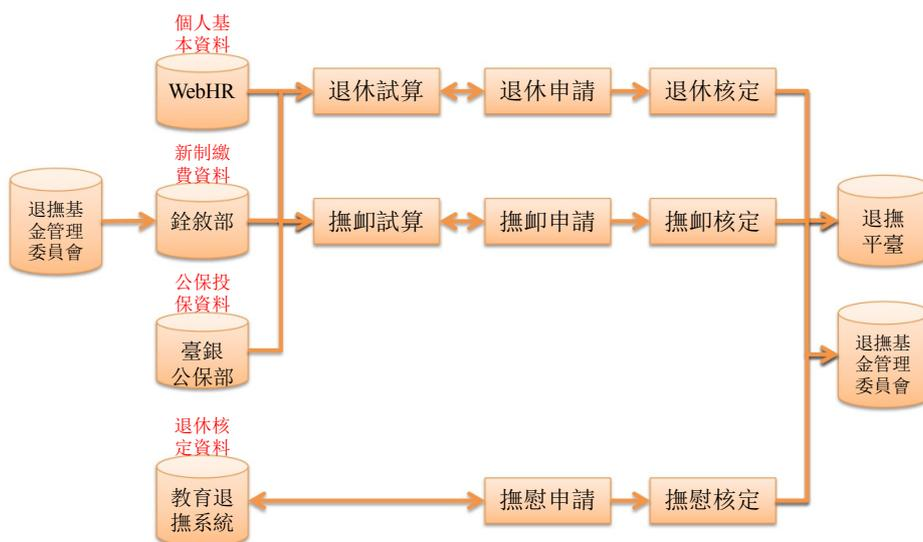 個人基
本資料
WebHR
退休試算
退休申請
退休核定
新制繳
費資料
退撫基
金管理
委員會
銓敘部
撫卹試算
撫卹申請
撫卹核定
退撫
平臺
公保投
保資料
臺銀
公保部
退撫基
金管理
委員會
退休核
定資料
教育退
撫系統
撫慰申請
撫慰核定